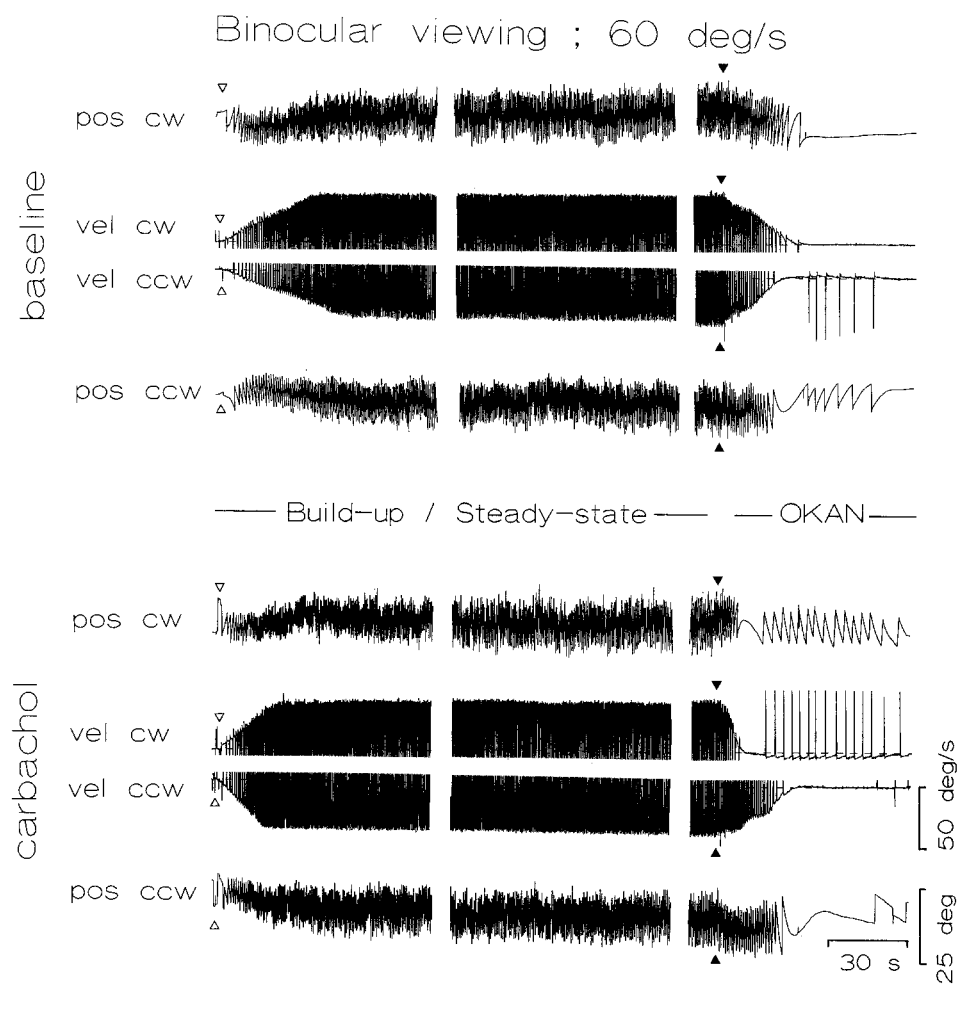 Binocular viewing ; 60 deg/s
baseline
pos cw
vel cw
vel ccw
pos ccw
Build-up / Steady-state
OKAN
carbachol
pos cw
vel cw
vel ccw
pos ccw
50 deg/s
25 deg
30 s